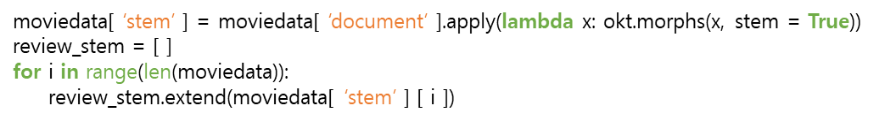 moviedata[ ‘stem’ ] = moviedata[ ‘document’ ].apply(lambda x: okt.morphs(x, stem = True))
review_stem = [ ]
for i in range(len(moviedata)):
review_stem.extend(moviedata[ ‘stem’ ] [ i ])